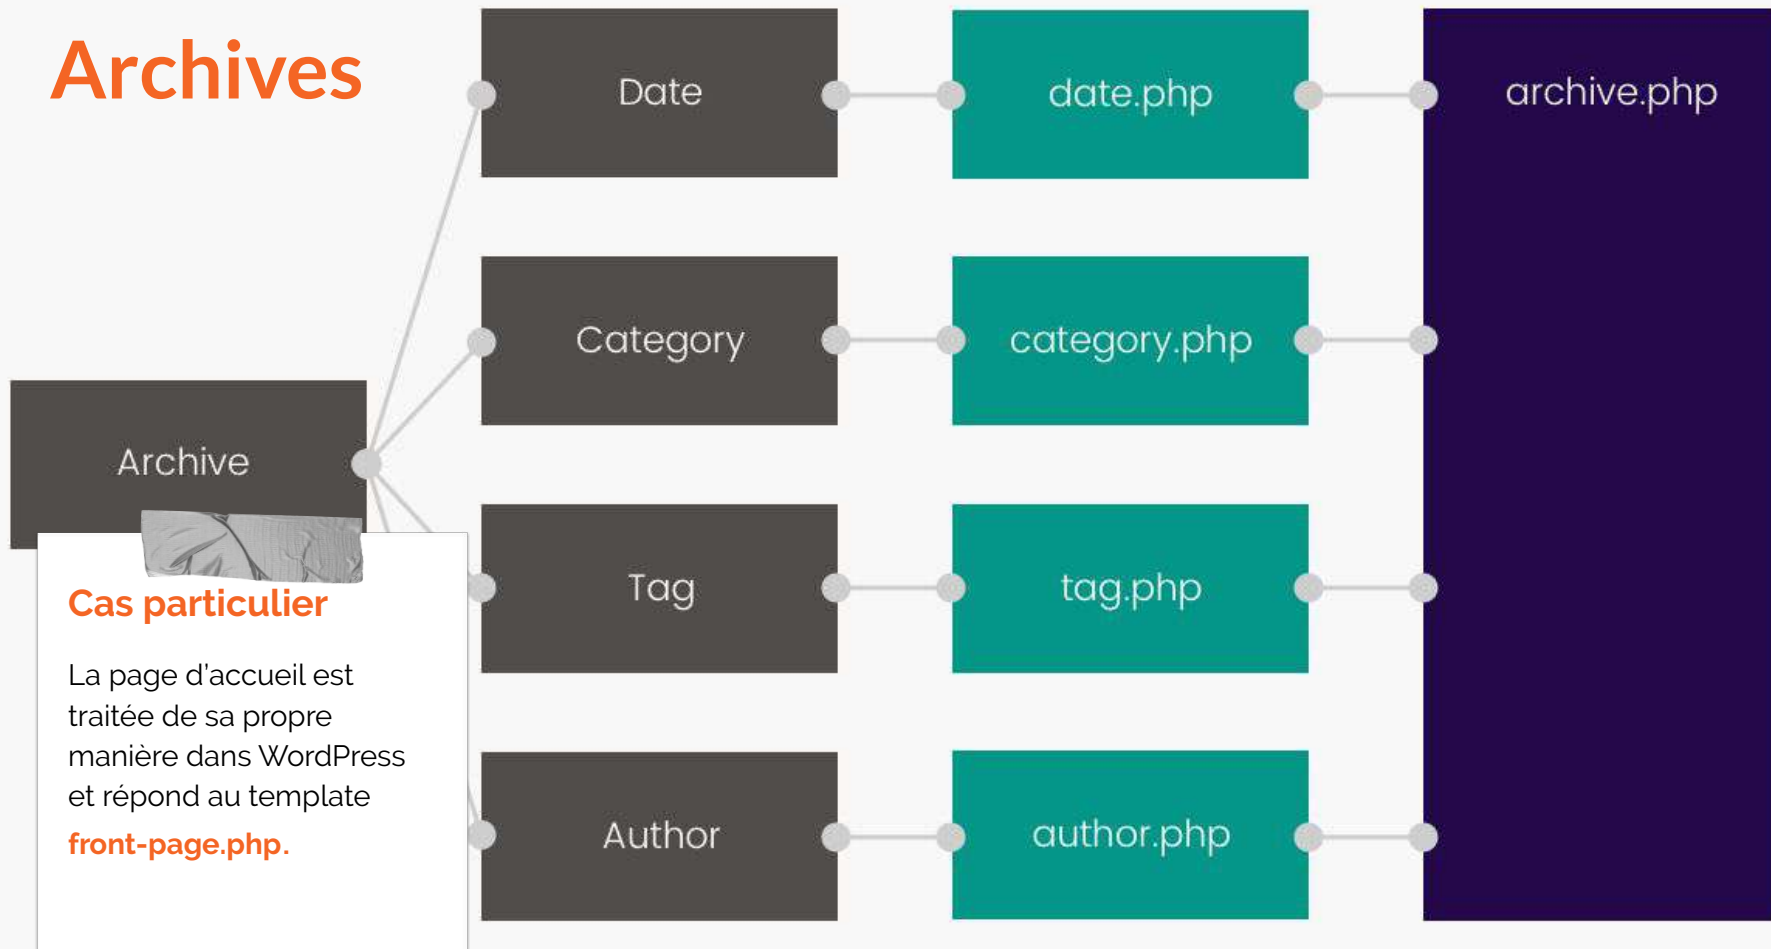 Archives
Date
date.php
archive.php
Category
category.php
Archive
Tag
tag.php
Cas particulier
La page d'accueil est
traitée de sa propre
manière dans WordPress
et répond au template
front-page.php.
Author
author.php